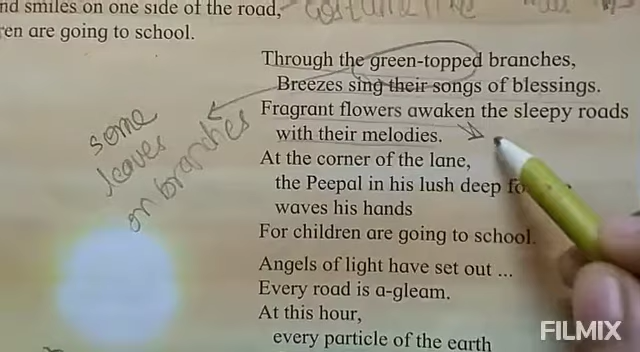 nd smiles on one side of the road,
ren are going to school.
Through the green-topped branches,
Breezes sing their songs of blessings.
Fragrant flowers awaken the sleepy roads
with their melodies.
some
leaves
on branches
At the corner of the lane,
the Peepal in his lush deep
waves his hands
For children are going to school.
Angels of light have set out ...
Every road is a-gleam.
At this hour,
every particle of the earth
FILMIX